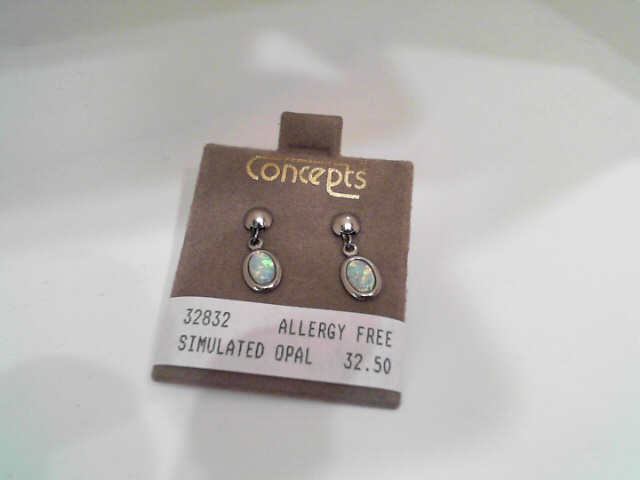 Concepts
32832 ALLERGY FREE
SIMULATED OPAL 32.50